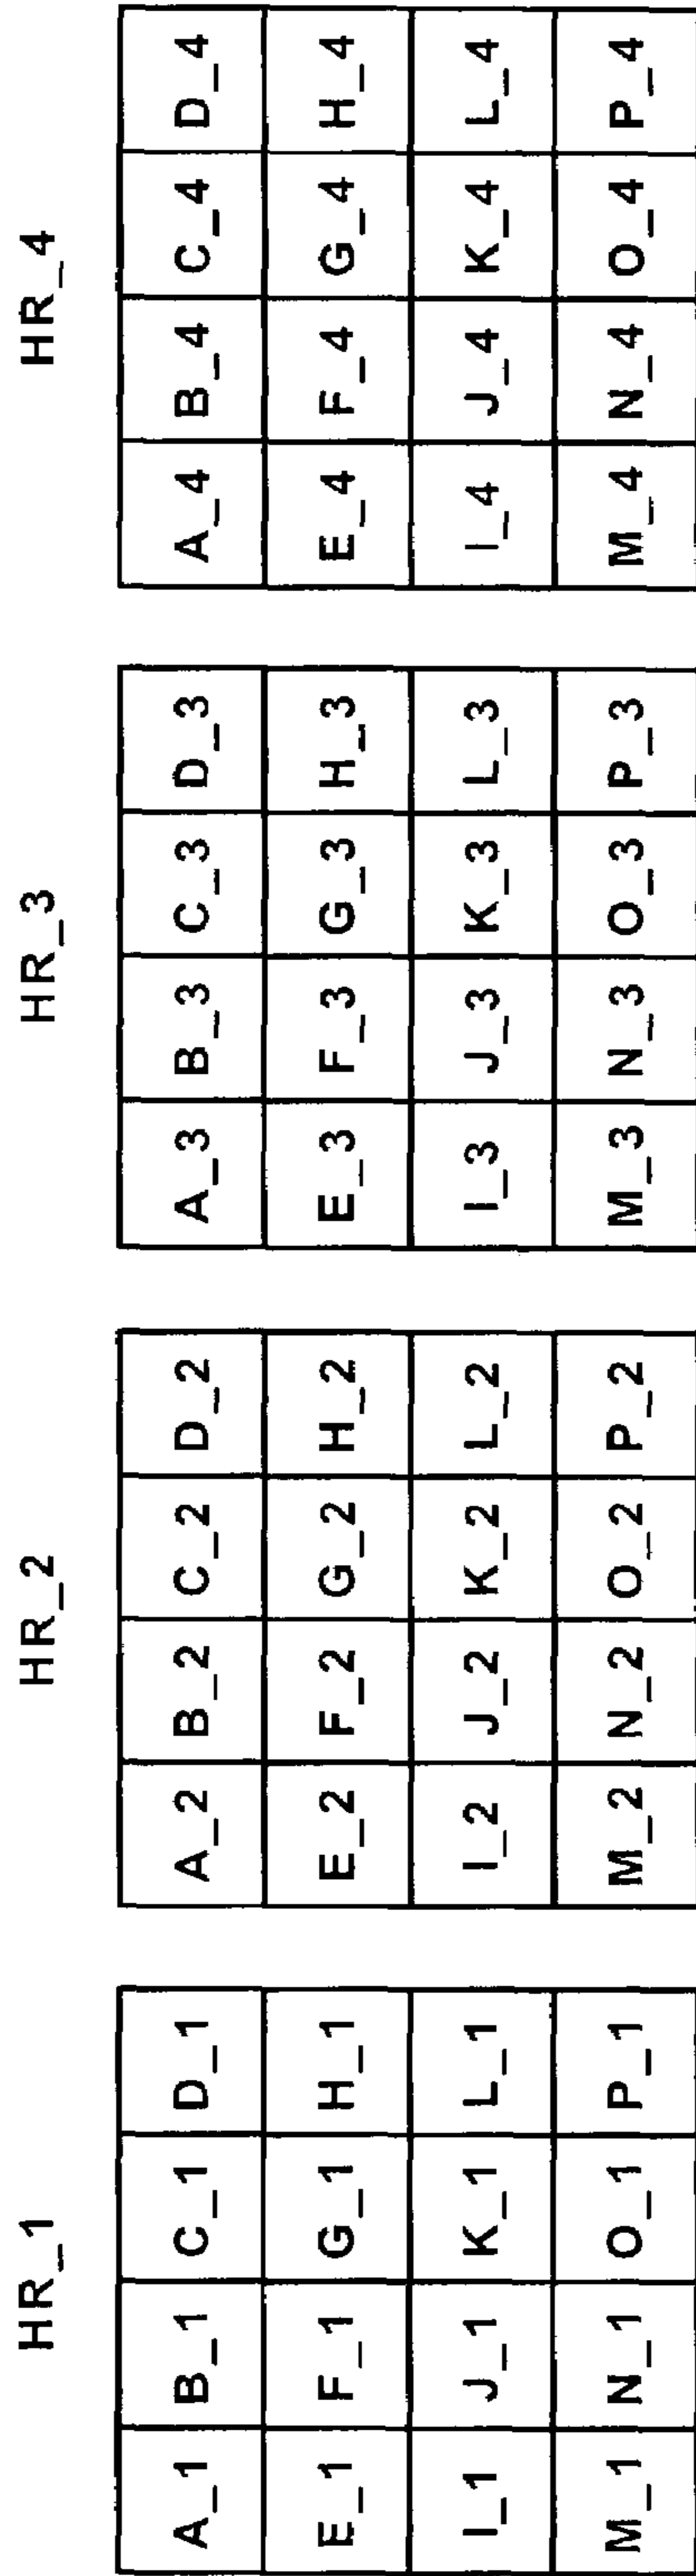 HR_1
A_1 B_1 C_1 D_1
E_1 F_1 G_1 H_1
I_1 J_1 K_1 L_1
M_1 N_1 O_1 P_1
HR_2
A_2 B_2 C_2 D_2
E_2 F_2 G_2 H_2
I_2 J_2 K_2 L_2
M_2 N_2 O_2 P_2
HR_3
A_3 B_3 C_3 D_3
E_3 F_3 G_3 H_3
I_3 J_3 K_3 L_3
M_3 N_3 O_3 P_3
HR_4
A_4 B_4 C_4 D_4
E_4 F_4 G_4 H_4
I_4 J_4 K_4 L_4
M_4 N_4 O_4 P_4